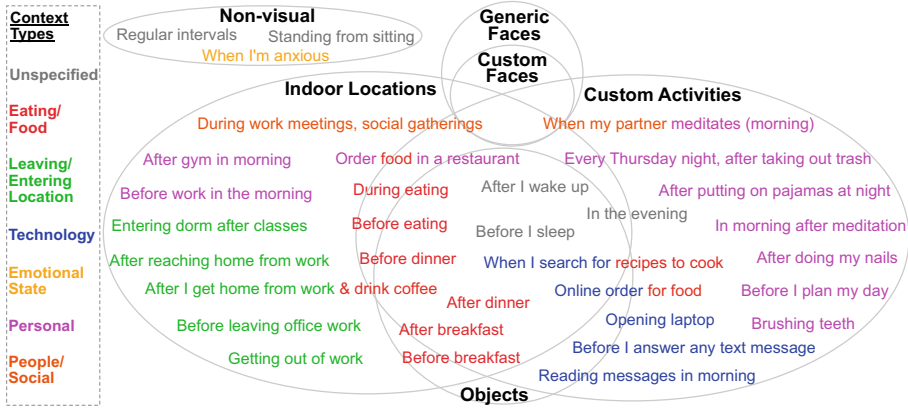 Context
Types
Unspecified
Eating/
Food
Leaving/
Entering
Location
Technology
Emotional
State
Personal
People/
Social
Non-visual
Regular intervals
Standing from sitting
When I'm anxious
Generic
Faces
Custom
Faces
Indoor Locations
Custom Activities
During work meetings, social gatherings
When my partner meditates (morning)
After gym in morning
Order food in a restaurant
Every Thursday night, after taking out trash
Before work in the morning
During eating
After I wake up
After putting on pajamas at night
In the evening
Entering dorm after classes
Before eating
Before I sleep
In morning after meditation
After reaching home from work
Before dinner
When I search for recipes to cook
After doing my nails
After I get home from work & drink coffee
After dinner
Online order for food
Before I plan my day
Before leaving office work
After breakfast
Opening laptop
Brushing teeth
Getting out of work
Before breakfast
Before I answer any text message
Reading messages in morning
Objects